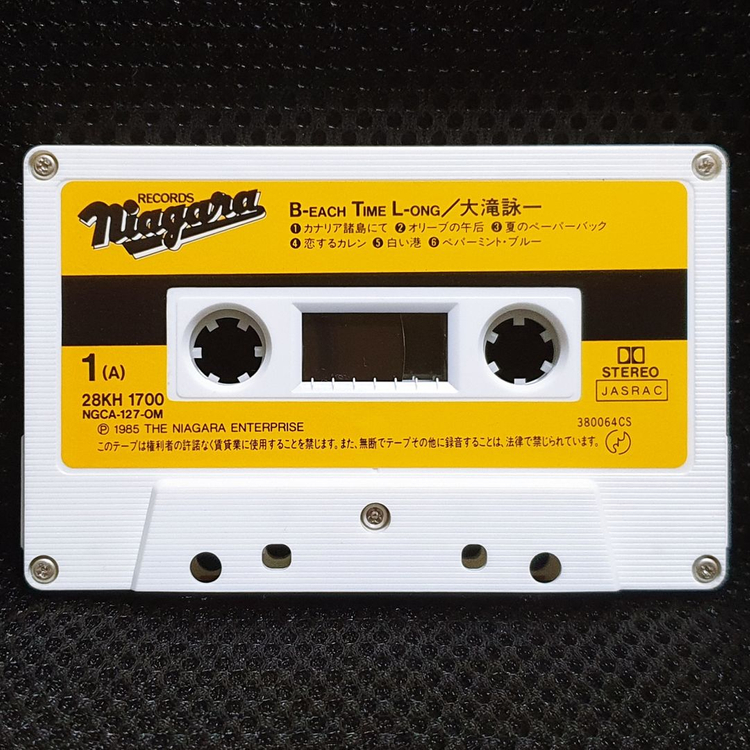 RECORDS
Niagara
B-EACH TIME L-ONG／大滝詠一
❶カナリア諸島にて ❷オリーブの午后 ❸夏のペーパーバック
❹恋するカレン ❺白い港 ❻ペパーミント・ブルー
1(A)
28KH 1700
NGCA-127-OM
STEREO
JASRAC
Ⓟ 1985 THE NIAGARA ENTERPRISE
380064CS
このテープは権利者の許諾なく賃貸業に使用することを禁じます。また、無断でテープその他に録音することは、法律で禁じられています。